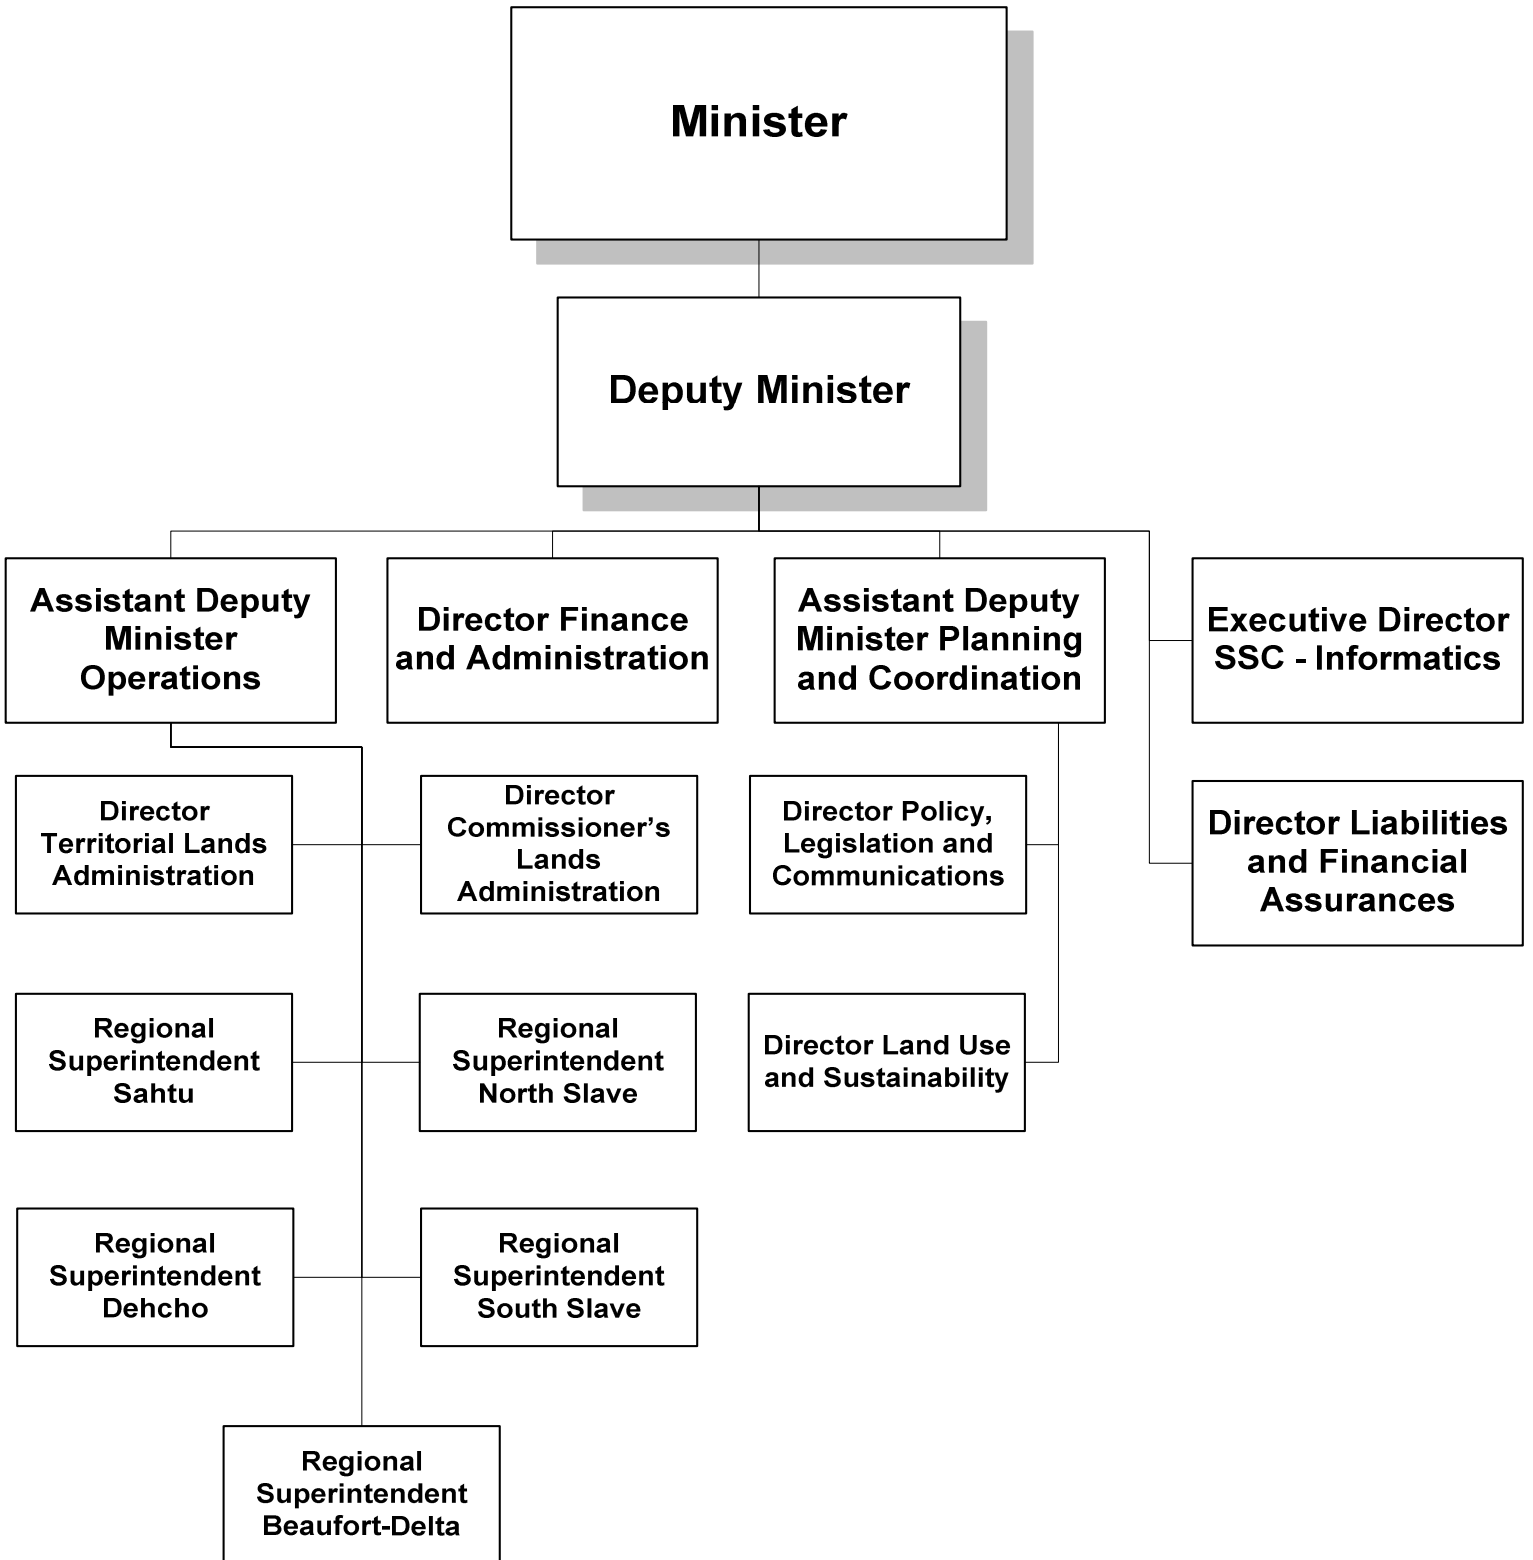 Minister
Deputy Minister
Assistant Deputy
Minister
Operations
Director Finance
and Administration
Assistant Deputy
Minister Planning
and Coordination
Executive Director
SSC - Informatics
Director
Territorial Lands
Administration
Director
Commissioner’s
Lands
Administration
Director Policy,
Legislation and
Communications
Director Liabilities
and Financial
Assurances
Regional
Superintendent
Sahtu
Regional
Superintendent
North Slave
Director Land Use
and Sustainability
Regional
Superintendent
Dehcho
Regional
Superintendent
South Slave
Regional
Superintendent
Beaufort-Delta